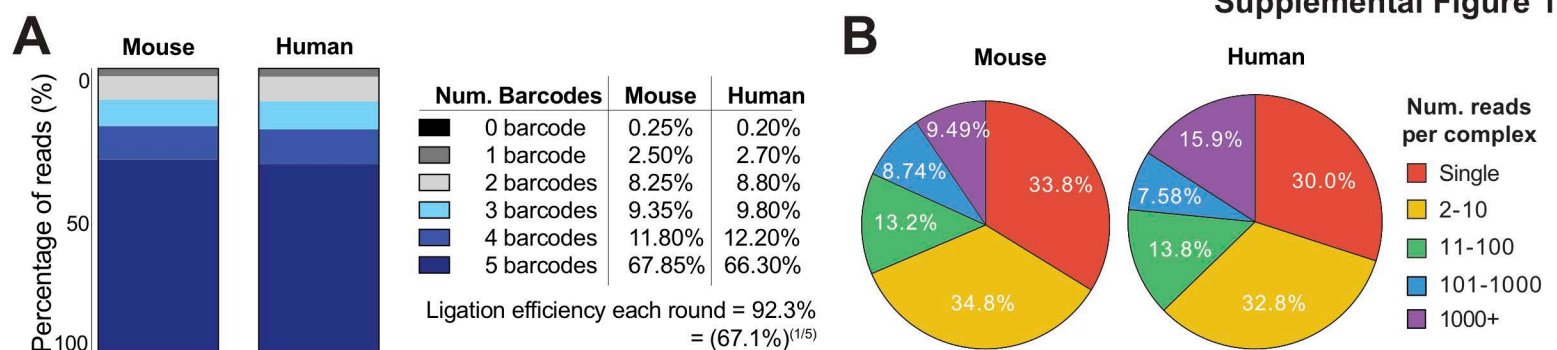 Supplemental Figure 1
A
Mouse Human
Percentage of reads (%)
0
50
100
Num. Barcodes Mouse Human
0 barcode 0.25% 0.20%
1 barcode 2.50% 2.70%
2 barcodes 8.25% 8.80%
3 barcodes 9.35% 9.80%
4 barcodes 11.80% 12.20%
5 barcodes 67.85% 66.30%
Ligation efficiency each round = 92.3%
= (67.1%)(1/5)
B
Mouse
9.49%
33.8%
8.74%
13.2%
34.8%
Human
15.9%
30.0%
7.58%
13.8%
32.8%
Num. reads
per complex
Single
2-10
11-100
101-1000
1000+